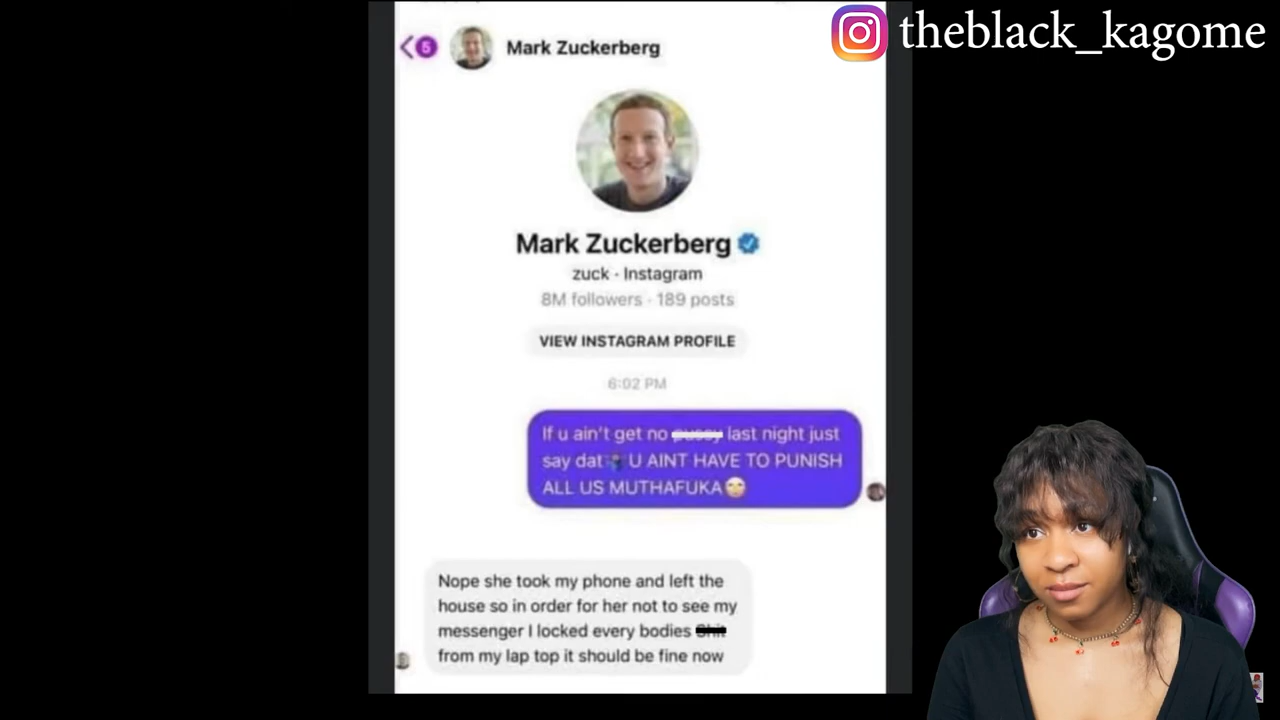 theblack_kagome
5
Mark Zuckerberg
Mark Zuckerberg
zuck · Instagram
8M followers · 189 posts
VIEW INSTAGRAM PROFILE
6:02 PM
If u ain't get no pussy last night just
say dat U AINT HAVE TO PUNISH
ALL US MUTHAFUKA
Nope she took my phone and left the
house so in order for her not to see my
messenger I locked every bodies Shit
from my lap top it should be fine now